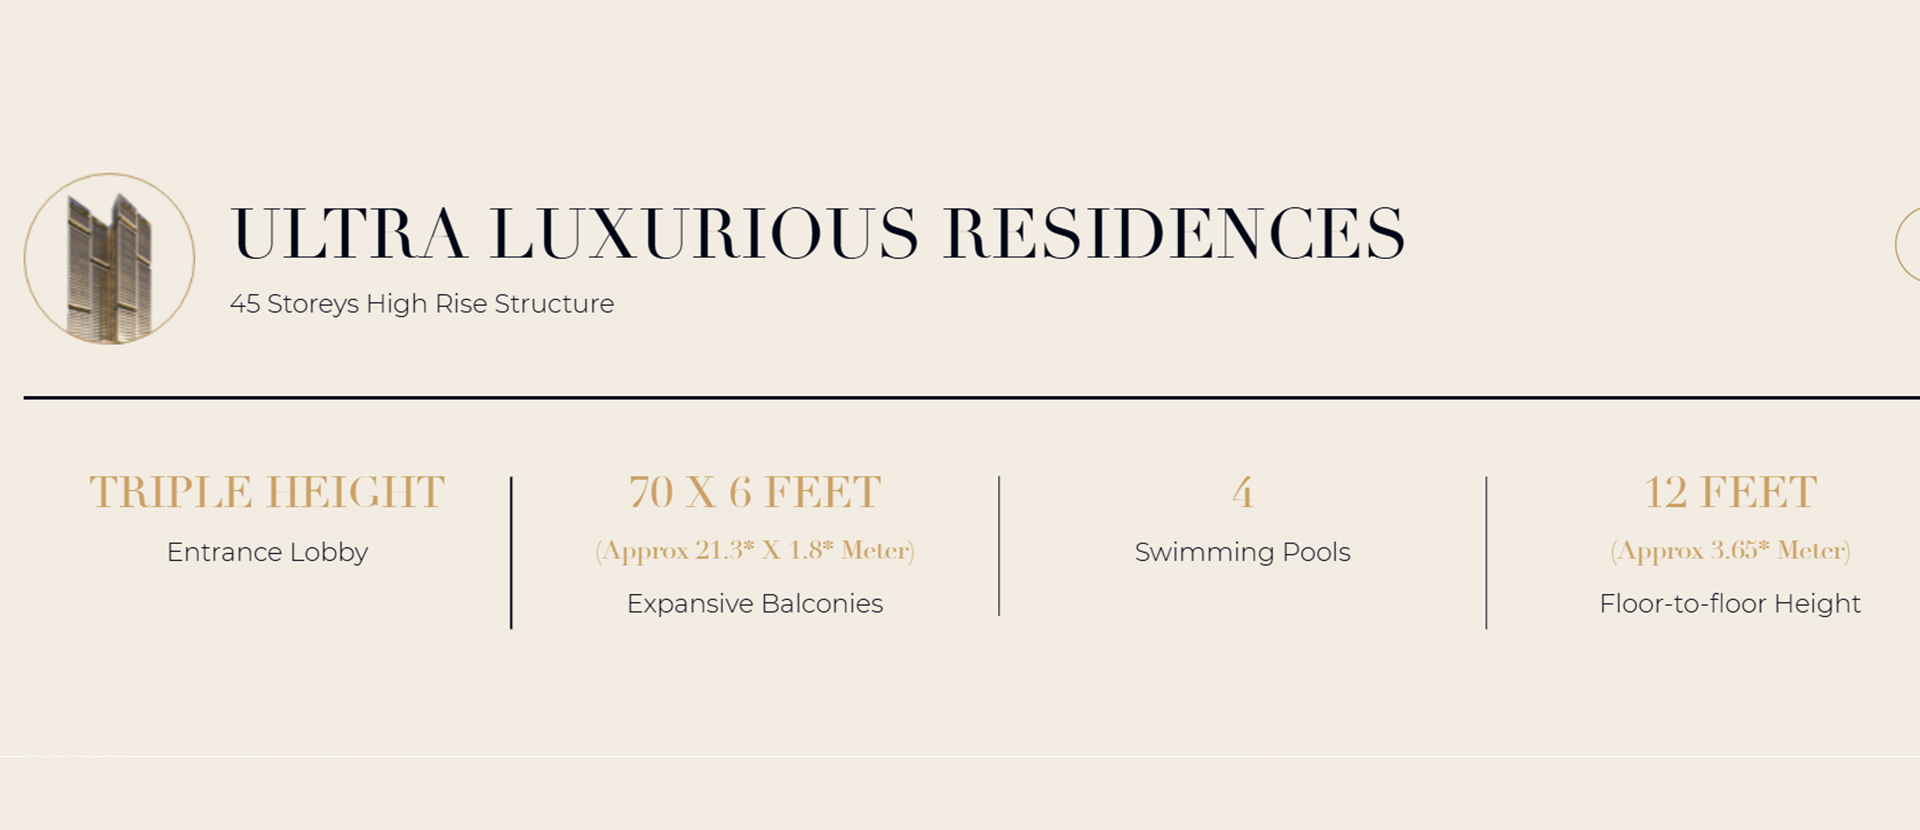 ULTRA LUXURIOUS RESIDENCES
45 Storeys High Rise Structure
TRIPLE HEIGHT
Entrance Lobby
70 X 6 FEET
(Approx 21.3* X 1.8* Meter)
Expansive Balconies
4
Swimming Pools
12 FEET
(Approx 3.65* Meter)
Floor-to-floor Height